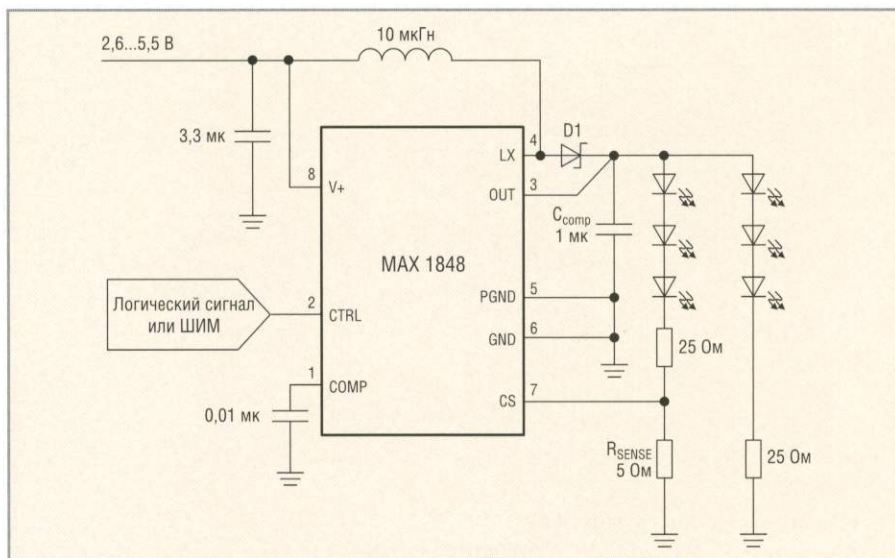 2,6...5,5 В
10 мкГн
3,3 мк
8
V+
LX
4
D1
OUT
3
C comp
1 мк
MAX 1848
Логический сигнал
или ШИМ
2
CTRL
PGND
5
GND
6
25 Ом
1
COMP
0,01 мк
CS
7
R SENSE
5 Ом
25 Ом